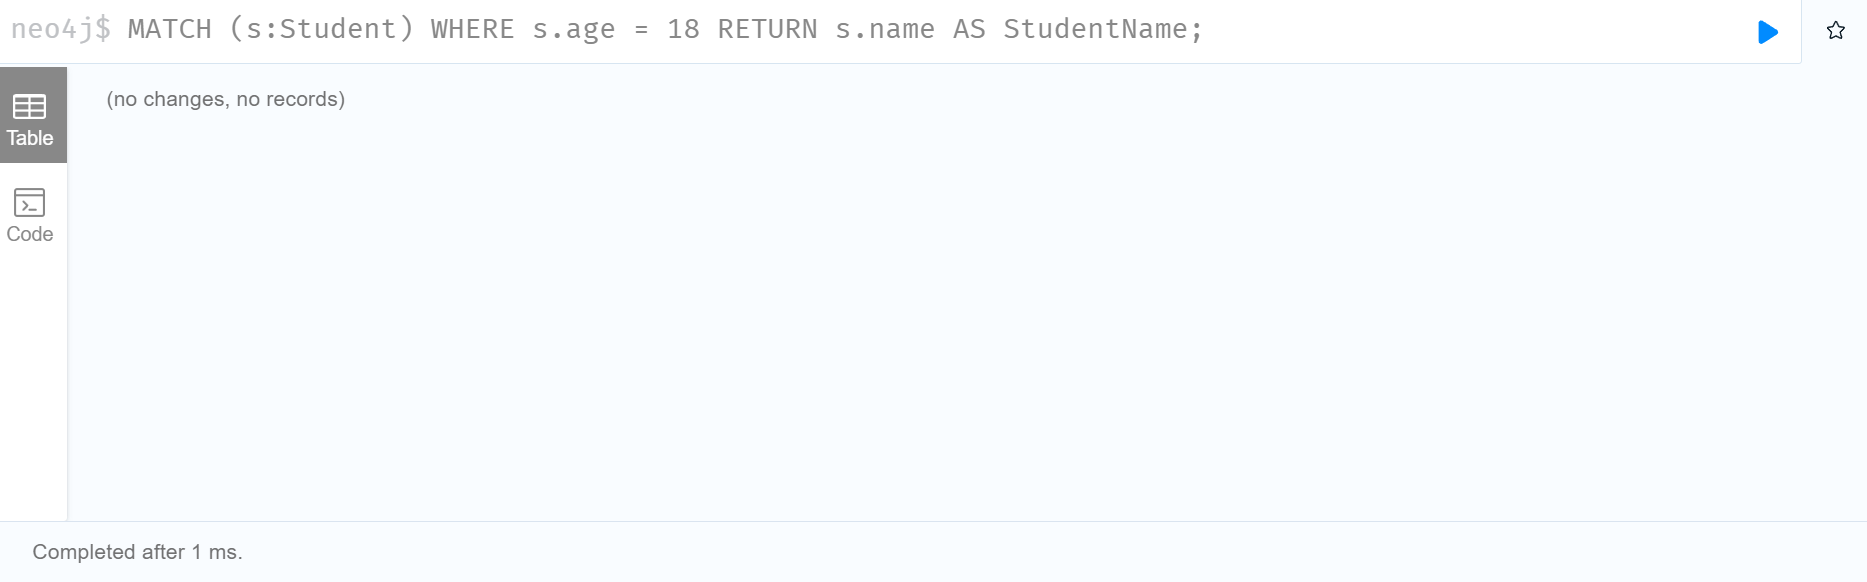 neo4j$ MATCH (s:Student) WHERE s.age = 18 RETURN s.name AS StudentName;
(no changes, no records)
Table
Code
Completed after 1 ms.